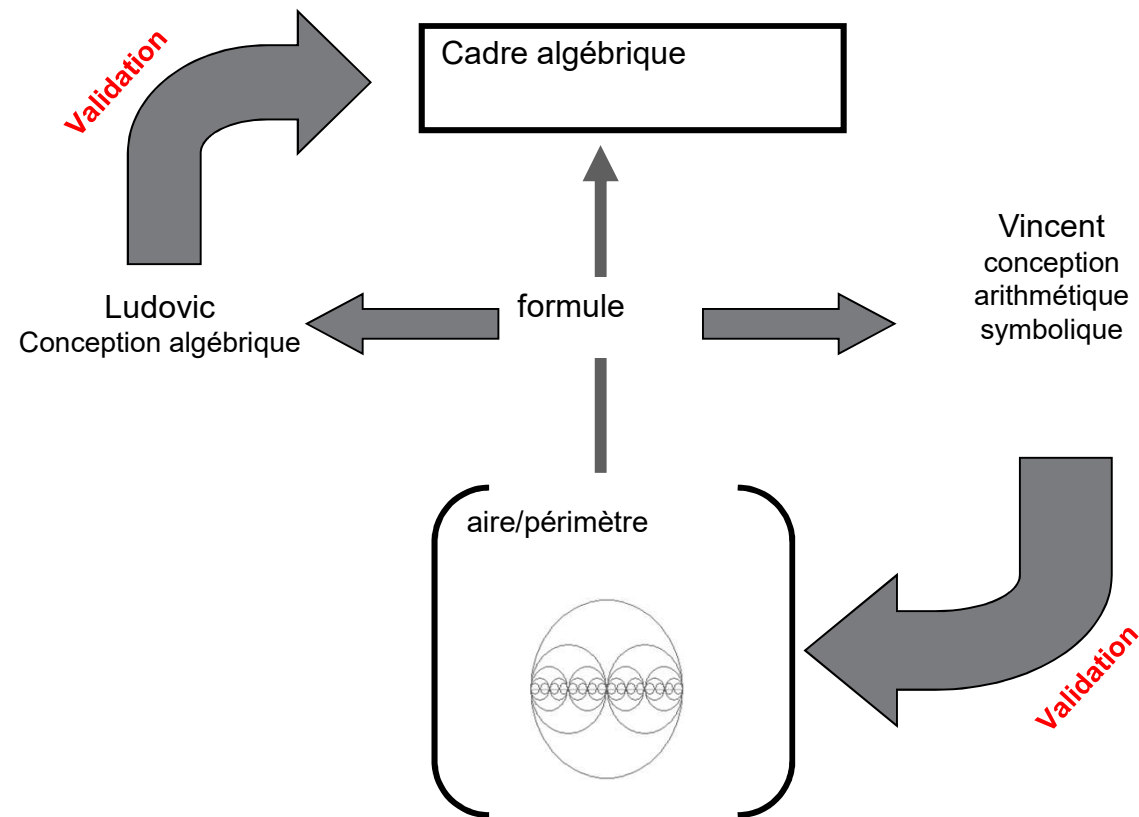 Validation
Cadre algébrique
Vincent
conception
arithmétique
symbolique
Ludovic
Conception algébrique
formule
aire/périmètre
Validation